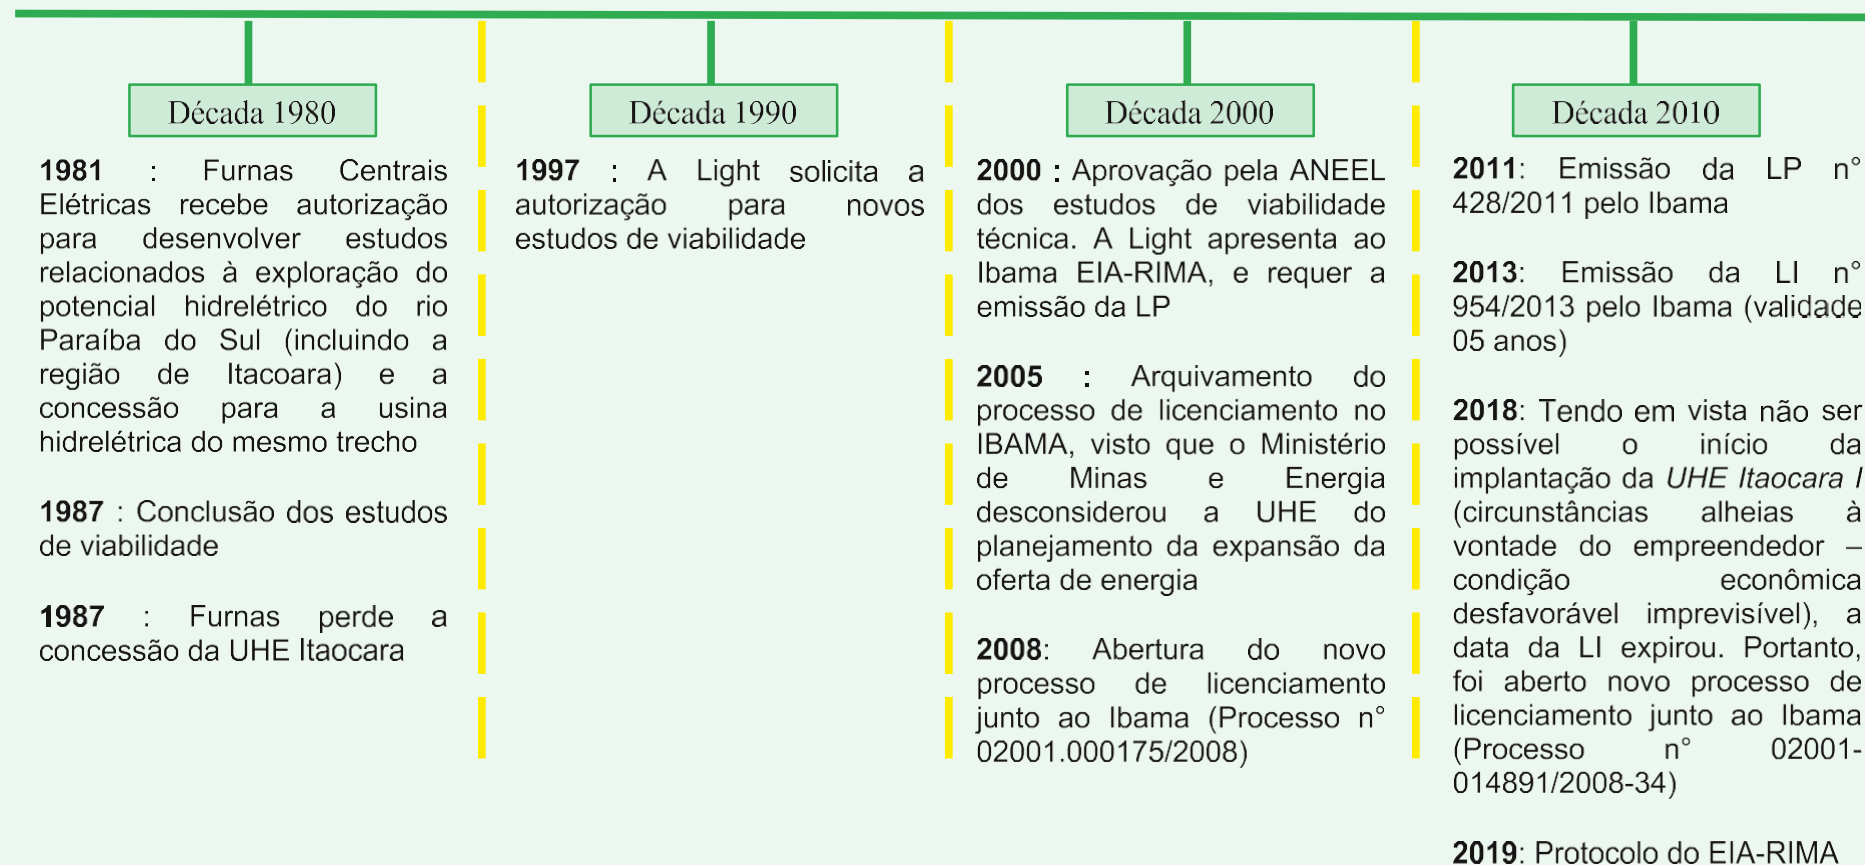 Década 1980
1981 : Furnas Centrais
Elétricas recebe autorização
para desenvolver estudos
relacionados à exploração do
potencial hidrelétrico do rio
Paraíba do Sul (incluindo a
região de Itacoara) e a
concessão para a usina
hidrelétrica do mesmo trecho
1987 : Conclusão dos estudos
de viabilidade
1987 : Furnas perde a
concessão da UHE Itaocara
Década 1990
1997 : A Light solicita a
autorização para novos
estudos de viabilidade
Década 2000
2000 : Aprovação pela ANEEL
dos estudos de viabilidade
técnica. A Light apresenta ao
Ibama EIA-RIMA, e requer a
emissão da LP
2005 : Arquivamento do
processo de licenciamento no
IBAMA, visto que o Ministério
de Minas e Energia
desconsiderou a UHE do
planejamento da expansão da
oferta de energia
2008: Abertura do novo
processo de licenciamento
junto ao Ibama (Processo n°
02001.000175/2008)
Década 2010
2011: Emissão da LP n°
428/2011 pelo Ibama
2013: Emissão da LI n°
954/2013 pelo Ibama (validade
05 anos)
2018: Tendo em vista não ser
possível o início da
implantação da UHE Itaocara I
(circunstâncias alheias à
vontade do empreendedor –
condição econômica
desfavorável imprevisível), a
data da LI expirou. Portanto,
foi aberto novo processo de
licenciamento junto ao Ibama
(Processo n° 02001-
014891/2008-34)
2019: Protocolo do EIA-RIMA